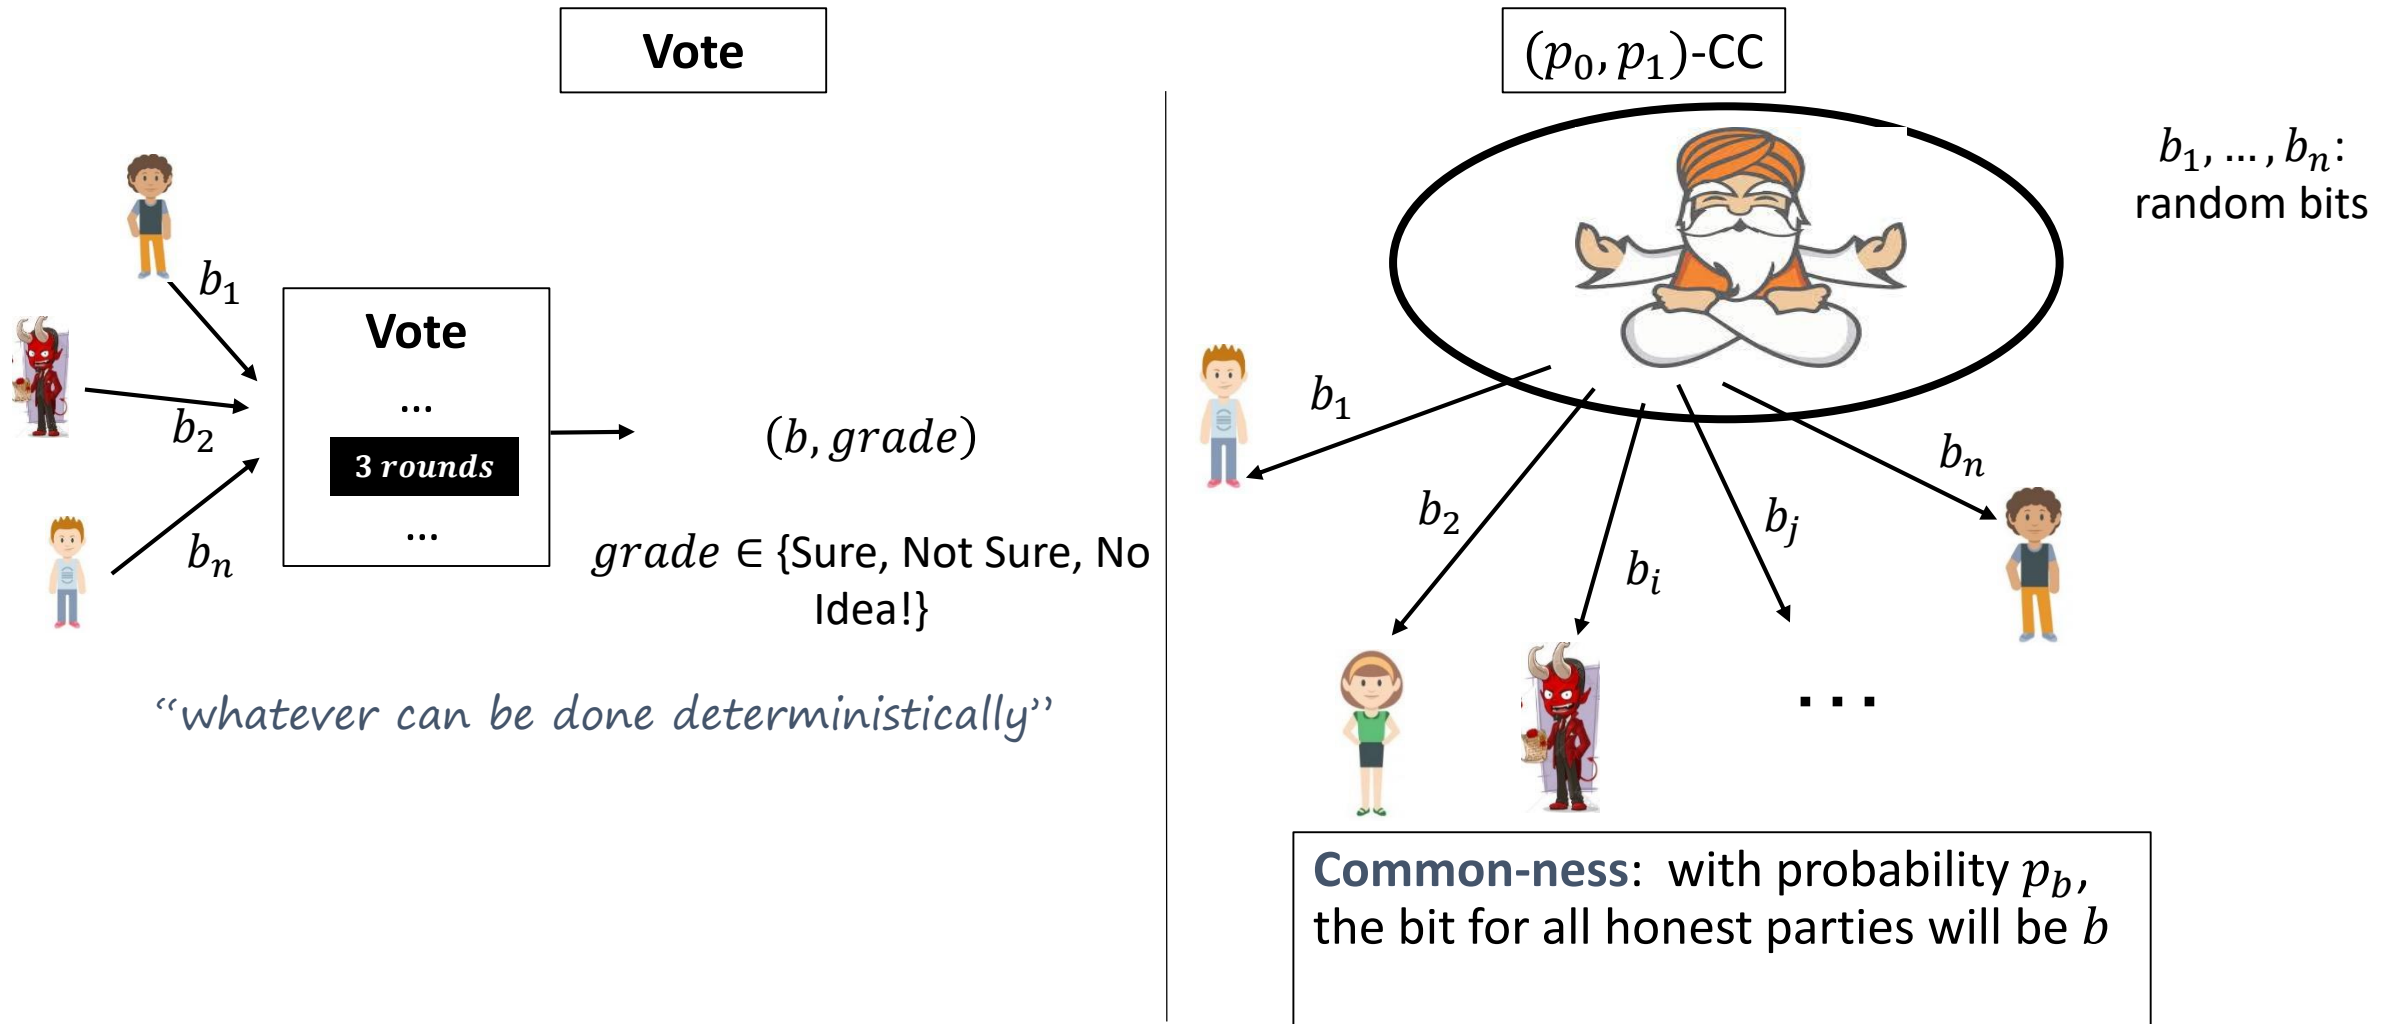 Vote
b₁
b₂
bₙ
Vote
...
3 rounds
...
(b, grade)
grade ∈ {Sure, Not Sure, No
Idea!}
“whatever can be done deterministically”
(p₀, p₁)-CC
b₁, … , bₙ:
random bits
b₁
b₂
bᵢ
bⱼ
bₙ
...
Common-ness: with probability p_b,
the bit for all honest parties will be b